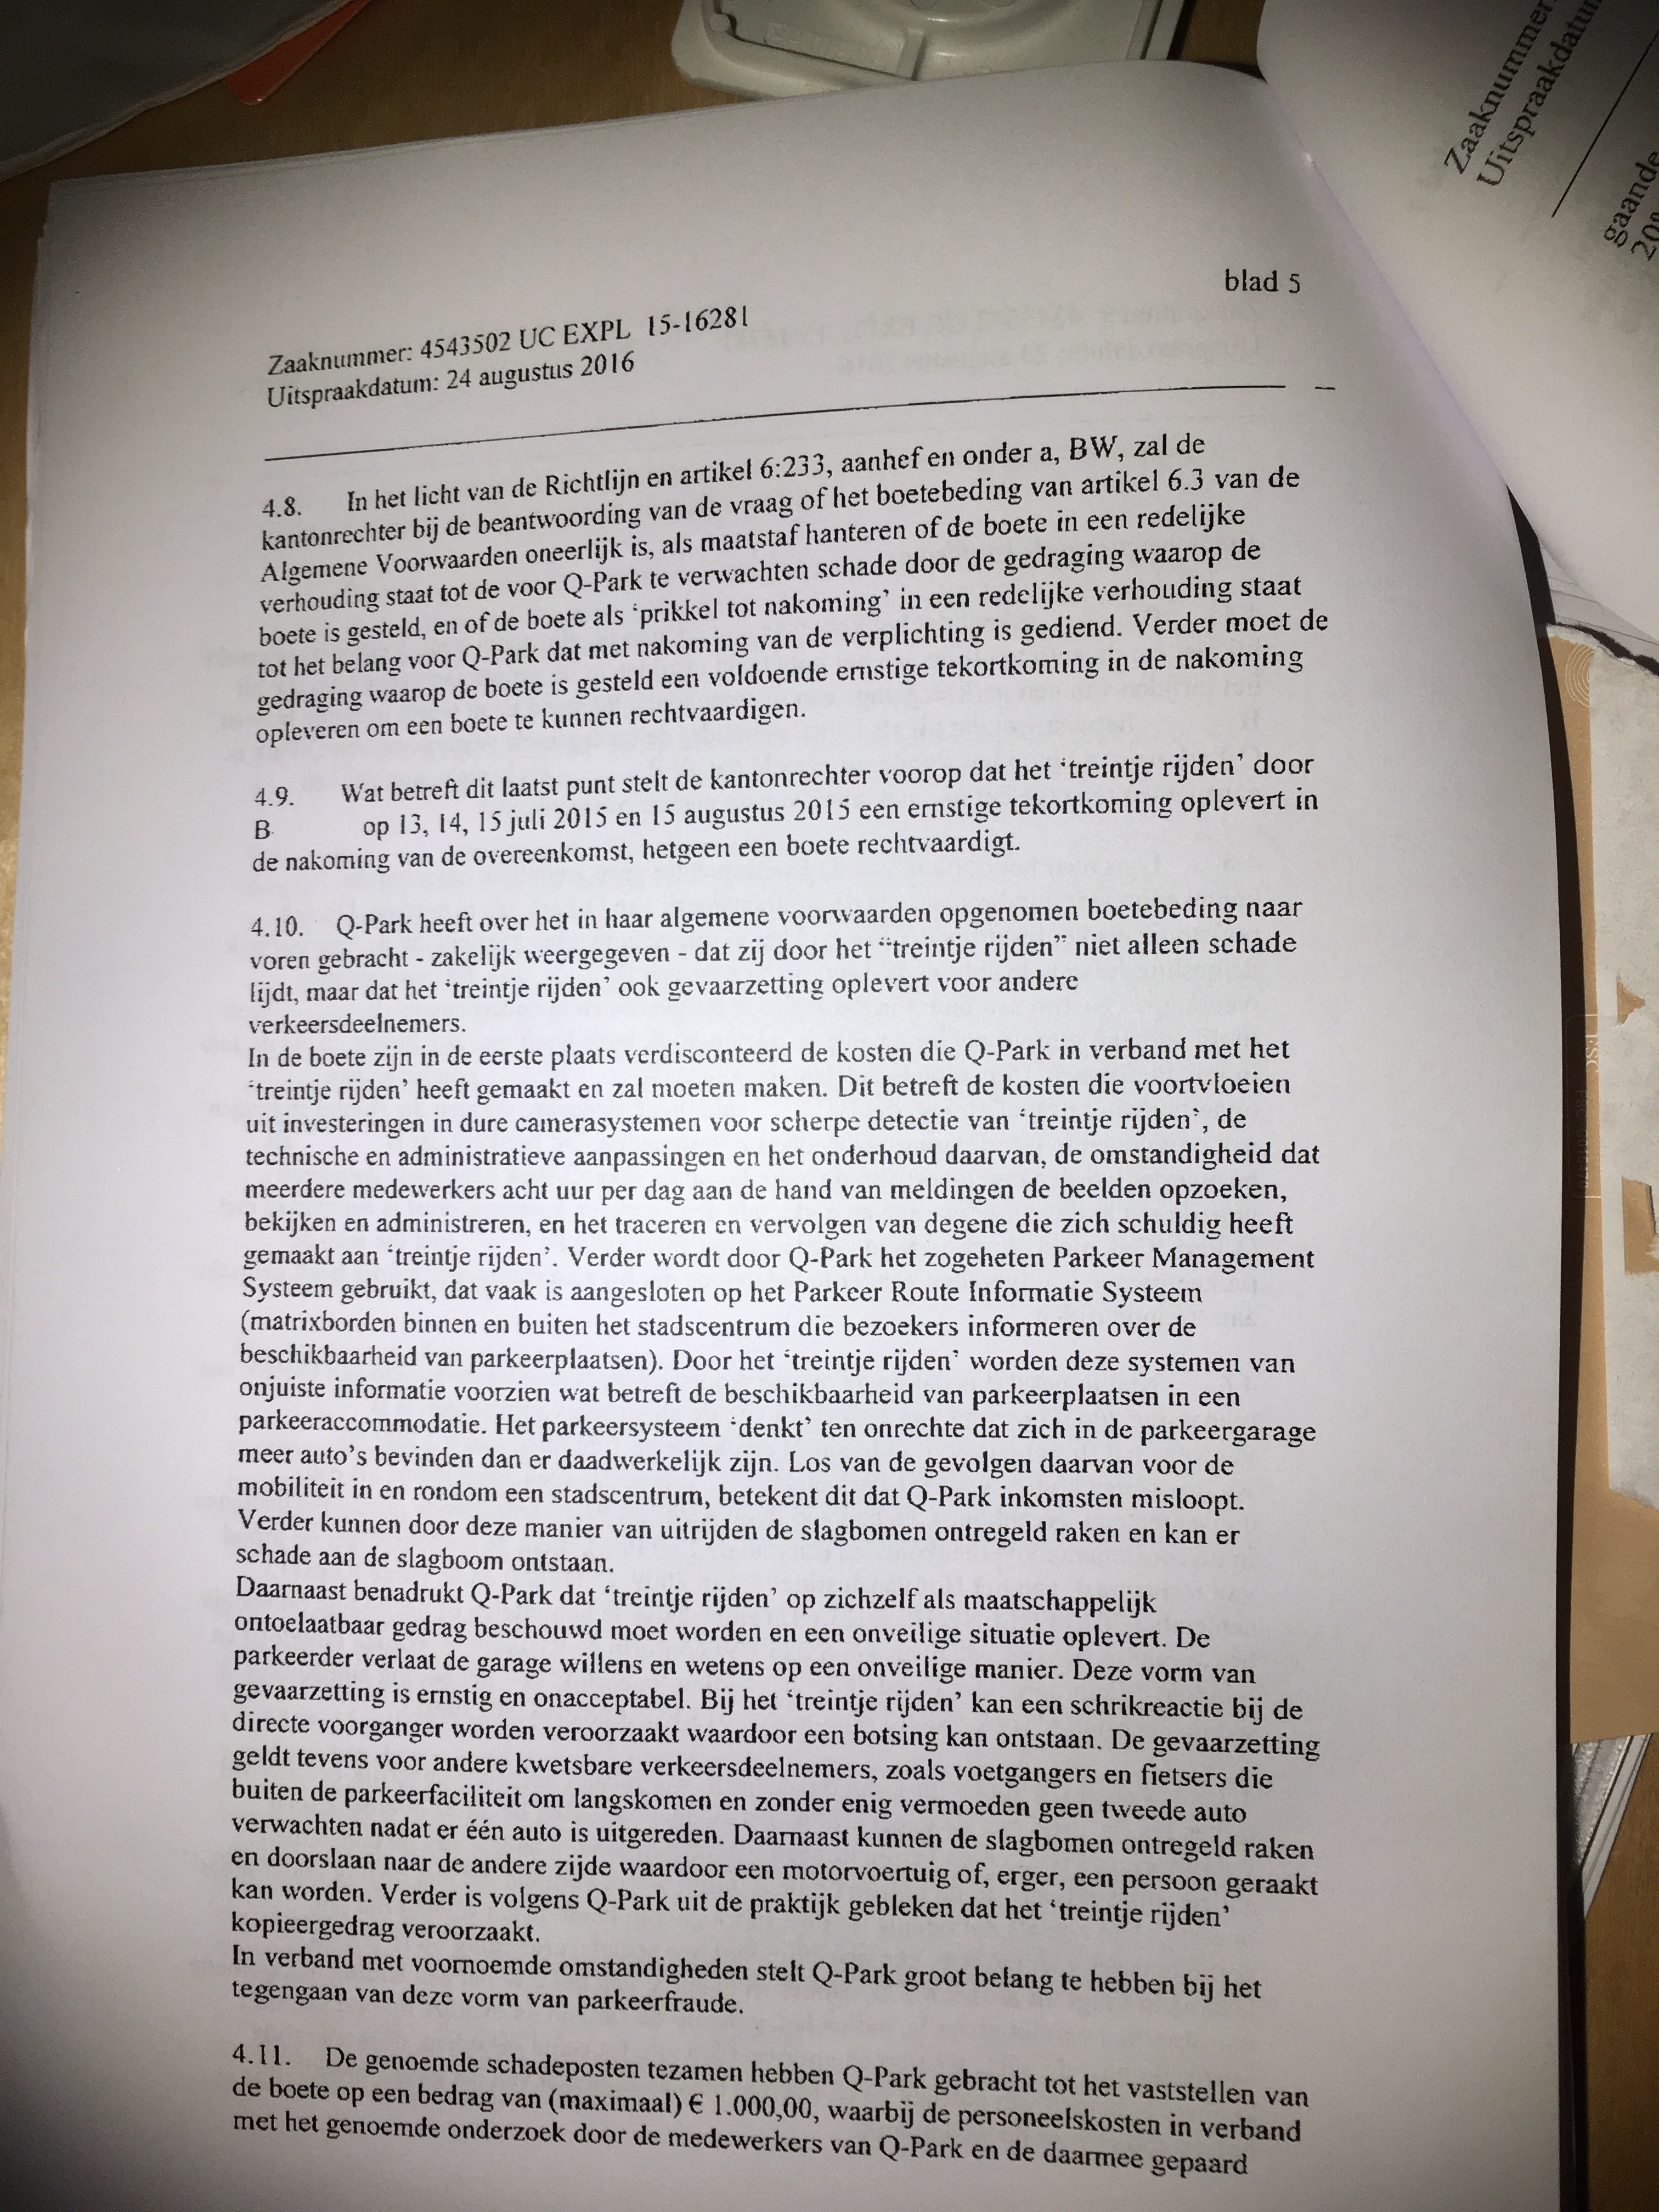 Zaaknummer:
Uitspraakdatum
gaande
blad 5
Zaaknummer: 4543502 UC EXPL 15-16281
Uitspraakdatum: 24 augustus 2016
4.8. In het licht van de Richtlijn en artikel 6:233, aanhef en onder a, BW, zal de
kantonrechter bij de beantwoording van de vraag of het boetebeding van artikel 6.3 van de
Algemene Voorwaarden oneerlijk is, als maatstaf hanteren of de boete in een redelijke
verhouding staat tot de voor Q-Park te verwachten schade door de gedraging waarop de
boete is gesteld, en of de boete als ‘prikkel tot nakoming’ in een redelijke verhouding staat
tot het belang voor Q-Park dat met nakoming van de verplichting is gediend. Verder moet de
gedraging waarop de boete is gesteld een voldoende ernstige tekortkoming in de nakoming
opleveren om een boete te kunnen rechtvaardigen.
4.9. Wat betreft dit laatst punt stelt de kantonrechter voorop dat het ‘treintje rijden’ door
B op 13, 14, 15 juli 2015 en 15 augustus 2015 een ernstige tekortkoming oplevert in
de nakoming van de overeenkomst, hetgeen een boete rechtvaardigt.
4.10. Q-Park heeft over het in haar algemene voorwaarden opgenomen boetebeding naar
voren gebracht - zakelijk weergegeven - dat zij door het “treintje rijden” niet alleen schade
lijdt, maar dat het ‘treintje rijden’ ook gevaarzetting oplevert voor andere
verkeersdeelnemers.
In de boete zijn in de eerste plaats verdisconteerd de kosten die Q-Park in verband met het
‘treintje rijden’ heeft gemaakt en zal moeten maken. Dit betreft de kosten die voortvloeien
uit investeringen in dure camerasystemen voor scherpe detectie van ‘treintje rijden’, de
technische en administratieve aanpassingen en het onderhoud daarvan, de omstandigheid dat
meerdere medewerkers acht uur per dag aan de hand van meldingen de beelden opzoeken,
bekijken en administreren, en het traceren en vervolgen van degene die zich schuldig heeft
gemaakt aan ‘treintje rijden’. Verder wordt door Q-Park het zogeheten Parkeer Management
Systeem gebruikt, dat vaak is aangesloten op het Parkeer Route Informatie Systeem
(matrixborden binnen en buiten het stadscentrum die bezoekers informeren over de
beschikbaarheid van parkeerplaatsen). Door het ‘treintje rijden’ worden deze systemen van
onjuiste informatie voorzien wat betreft de beschikbaarheid van parkeerplaatsen in een
parkeeraccommodatie. Het parkeersysteem ‘denkt’ ten onrechte dat zich in de parkeergarage
meer auto's bevinden dan er daadwerkelijk zijn. Los van de gevolgen daarvan voor de
mobiliteit in en rondom een stadscentrum, betekent dit dat Q-Park inkomsten misloopt.
Verder kunnen door deze manier van uitrijden de slagbomen ontregeld raken en kan er
schade aan de slagboom ontstaan.
Daarnaast benadrukt Q-Park dat ‘treintje rijden’ op zichzelf als maatschappelijk
ontoelaatbaar gedrag beschouwd moet worden en een onveilige situatie oplevert. De
parkeerder verlaat de garage willens en wetens op een onveilige manier. Deze vorm van
gevaarzetting is ernstig en onacceptabel. Bij het ‘treintje rijden’ kan een schrikreactie bij de
directe voorganger worden veroorzaakt waardoor een botsing kan ontstaan. De gevaarzetting
geldt tevens voor andere kwetsbare verkeersdeelnemers, zoals voetgangers en fietsers die
buiten de parkeerfaciliteit om langskomen en zonder enig vermoeden geen tweede auto
verwachten nadat er één auto is uitgereden. Daarnaast kunnen de slagbomen ontregeld raken
en doorslaan naar de andere zijde waardoor een motorvoertuig of, erger, een persoon geraakt
kan worden. Verder is volgens Q-Park uit de praktijk gebleken dat het ‘treintje rijden’
kopieergedrag veroorzaakt.
In verband met voornoemde omstandigheden stelt Q-Park groot belang te hebben bij het
tegengaan van deze vorm van parkeerfraude.
4.11. De genoemde schadeposten tezamen hebben Q-Park gebracht tot het vaststellen van
de boete op een bedrag van (maximaal) € 1.000,00, waarbij de personeelskosten in verband
met het genoemde onderzoek door de medewerkers van Q-Park en de daarmee gepaard